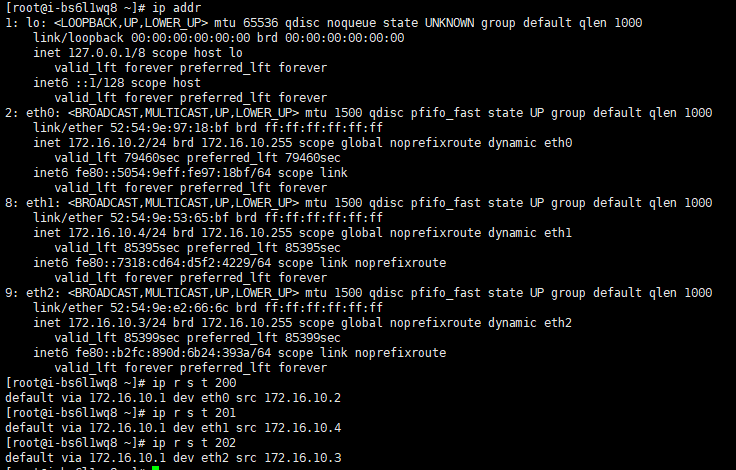 [root@i-bs6l1wq8 ~]# ip addr
1: lo: <LOOPBACK,UP,LOWER_UP> mtu 65536 qdisc noqueue state UNKNOWN group default qlen 1000
    link/loopback 00:00:00:00:00:00 brd 00:00:00:00:00:00
    inet 127.0.0.1/8 scope host lo
       valid_lft forever preferred_lft forever
    inet6 ::1/128 scope host
       valid_lft forever preferred_lft forever
2: eth0: <BROADCAST,MULTICAST,UP,LOWER_UP> mtu 1500 qdisc pfifo_fast state UP group default qlen 1000
    link/ether 52:54:9e:97:18:bf brd ff:ff:ff:ff:ff:ff
    inet 172.16.10.2/24 brd 172.16.10.255 scope global noprefixroute dynamic eth0
       valid_lft 79460sec preferred_lft 79460sec
    inet6 fe80::5054:9eff:fe97:18bf/64 scope link
       valid_lft forever preferred_lft forever
8: eth1: <BROADCAST,MULTICAST,UP,LOWER_UP> mtu 1500 qdisc pfifo_fast state UP group default qlen 1000
    link/ether 52:54:9e:53:65:bf brd ff:ff:ff:ff:ff:ff
    inet 172.16.10.4/24 brd 172.16.10.255 scope global noprefixroute dynamic eth1
       valid_lft 85395sec preferred_lft 85395sec
    inet6 fe80::7318:cd64:d5f2:4229/64 scope link noprefixroute
       valid_lft forever preferred_lft forever
9: eth2: <BROADCAST,MULTICAST,UP,LOWER_UP> mtu 1500 qdisc pfifo_fast state UP group default qlen 1000
    link/ether 52:54:9e:e2:66:6c brd ff:ff:ff:ff:ff:ff
    inet 172.16.10.3/24 brd 172.16.10.255 scope global noprefixroute dynamic eth2
       valid_lft 85399sec preferred_lft 85399sec
    inet6 fe80::b2fc:890d:6b24:393a/64 scope link noprefixroute
       valid_lft forever preferred_lft forever
[root@i-bs6l1wq8 ~]# ip r s t 200
default via 172.16.10.1 dev eth0 src 172.16.10.2
[root@i-bs6l1wq8 ~]# ip r s t 201
default via 172.16.10.1 dev eth1 src 172.16.10.4
[root@i-bs6l1wq8 ~]# ip r s t 202
default via 172.16.10.1 dev eth2 src 172.16.10.3